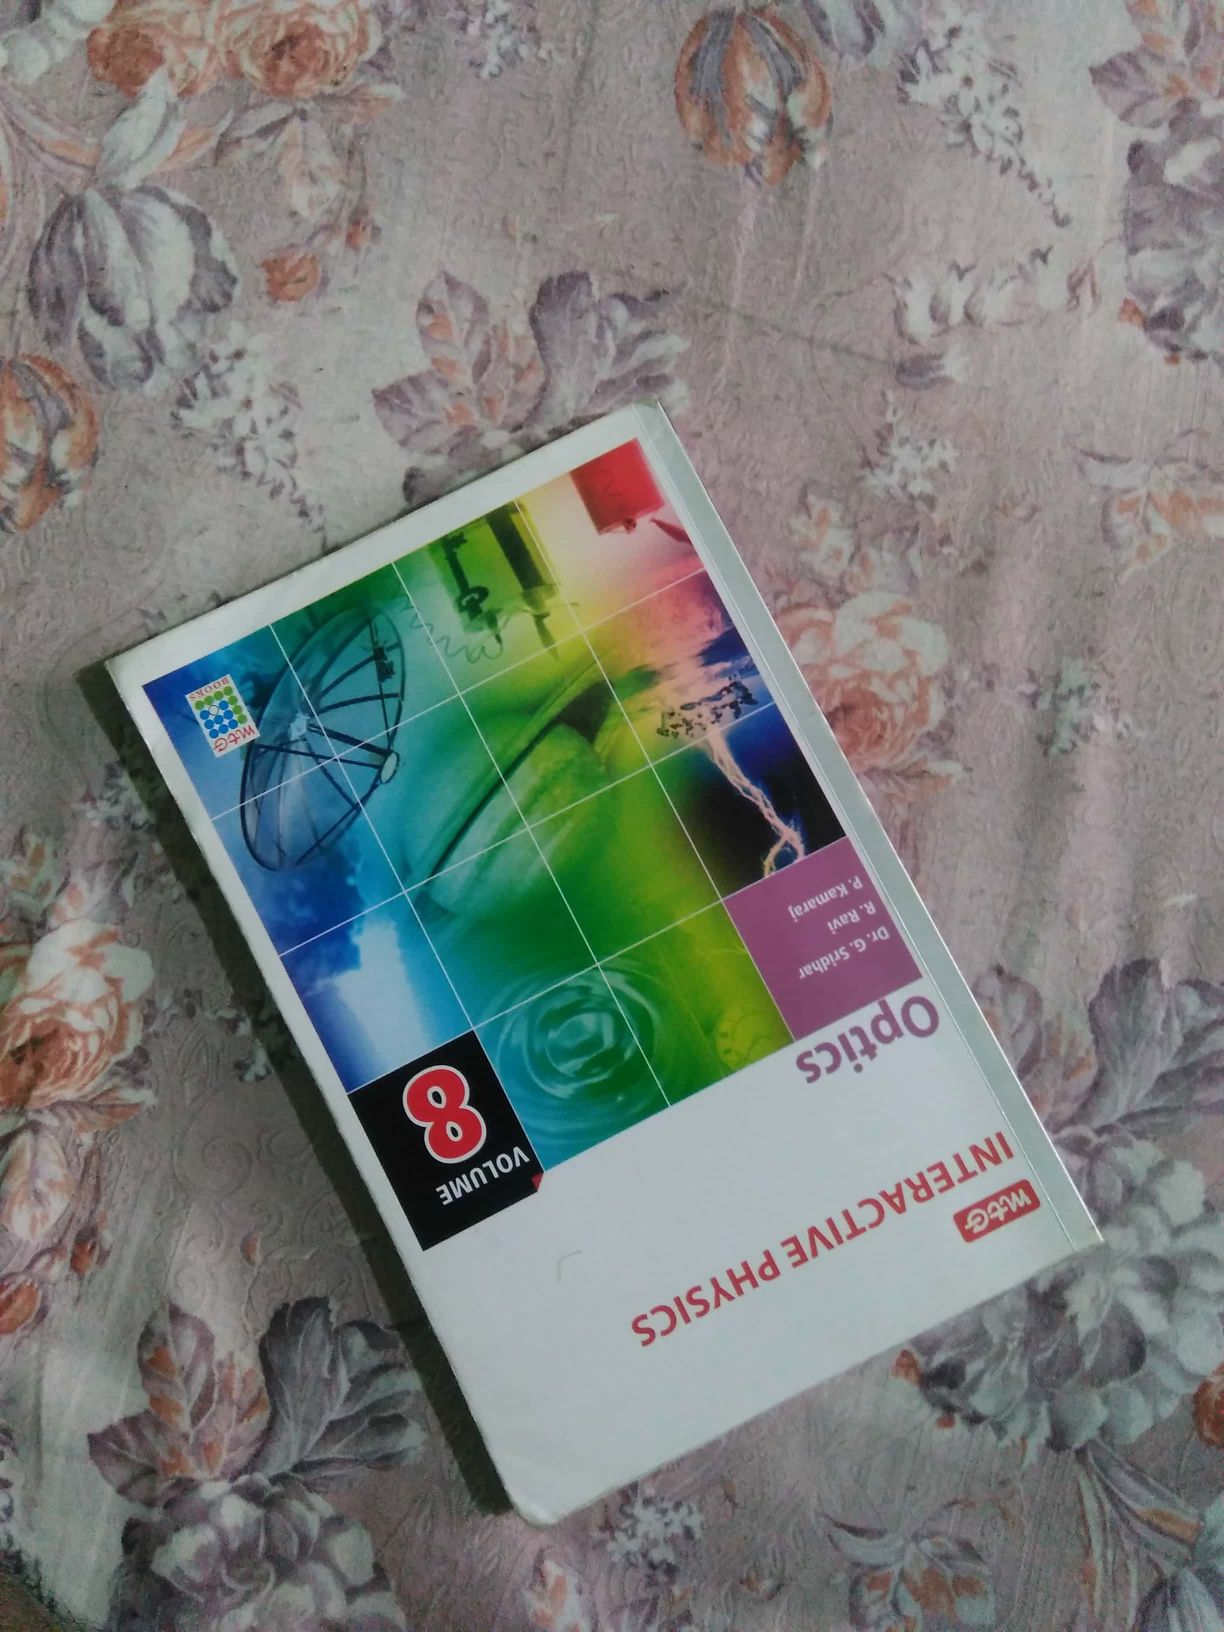 mtG
INTERACTIVE PHYSICS
Optics
VOLUME
8
Dr. G. Sridhar
R. Ravi
P. Kamaraj
mtG
BOOKS